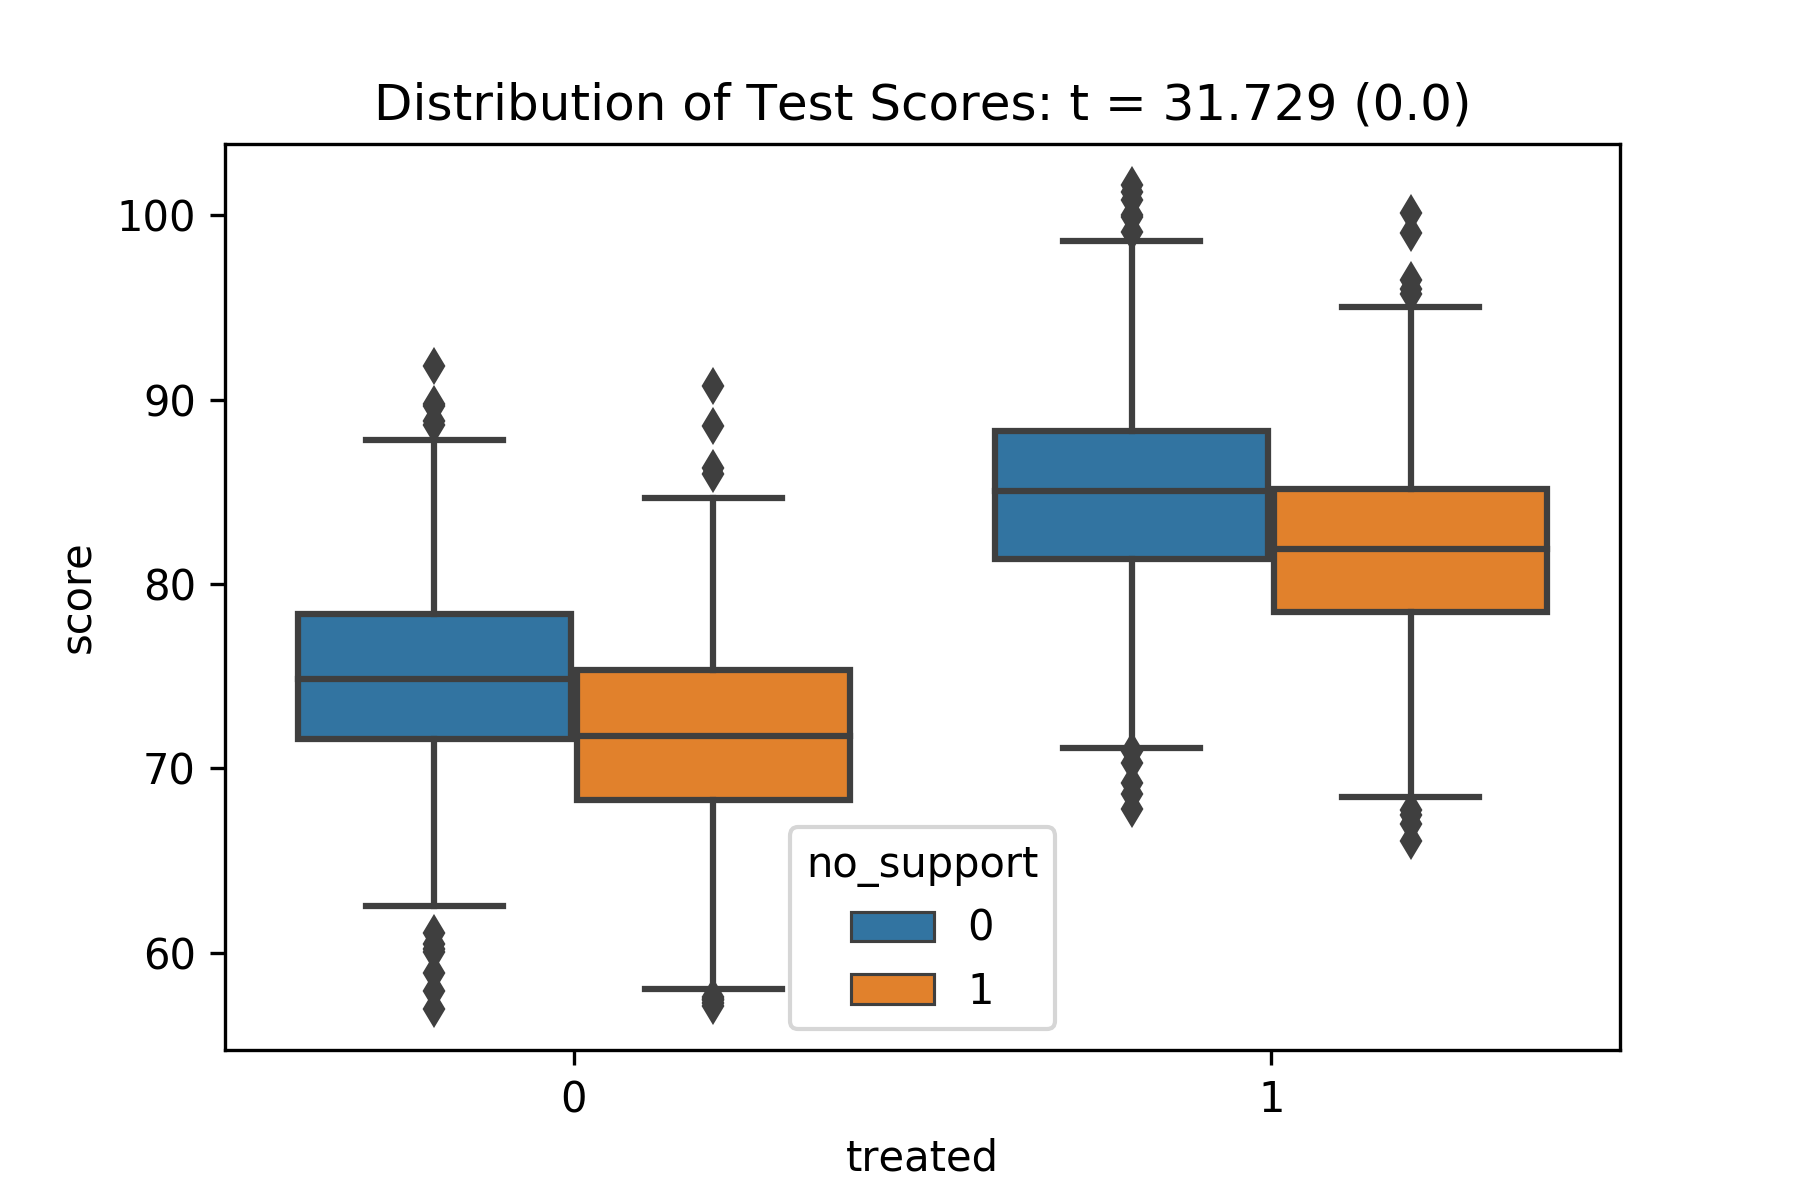 Distribution of Test Scores: t = 31.729 (0.0)
100
90
80
70
60
score
no_support
0
1
0
1
treated